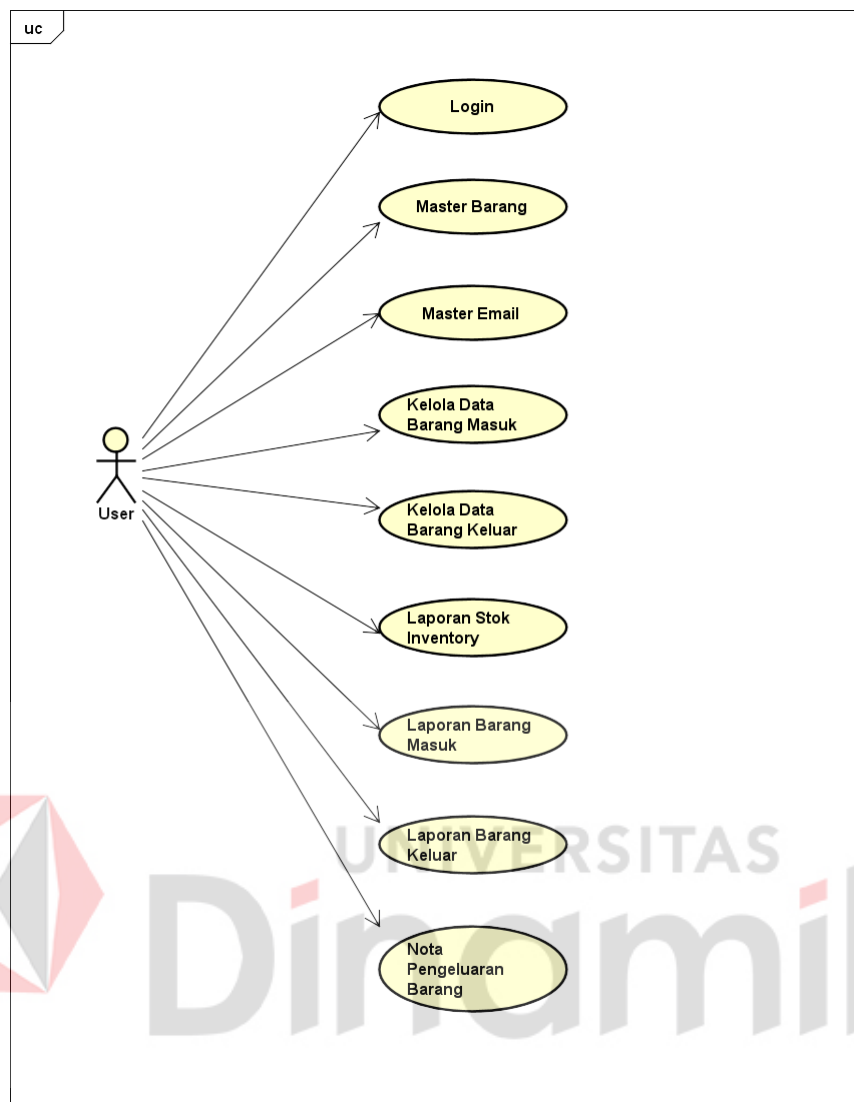 uc
Login
Master Barang
Master Email
Kelola Data
Barang Masuk
User
Kelola Data
Barang Keluar
Laporan Stok
Inventory
Laporan Barang
Masuk
Laporan Barang
Keluar
UNIVERSITAS
Nota
Pengeluaran
Barang